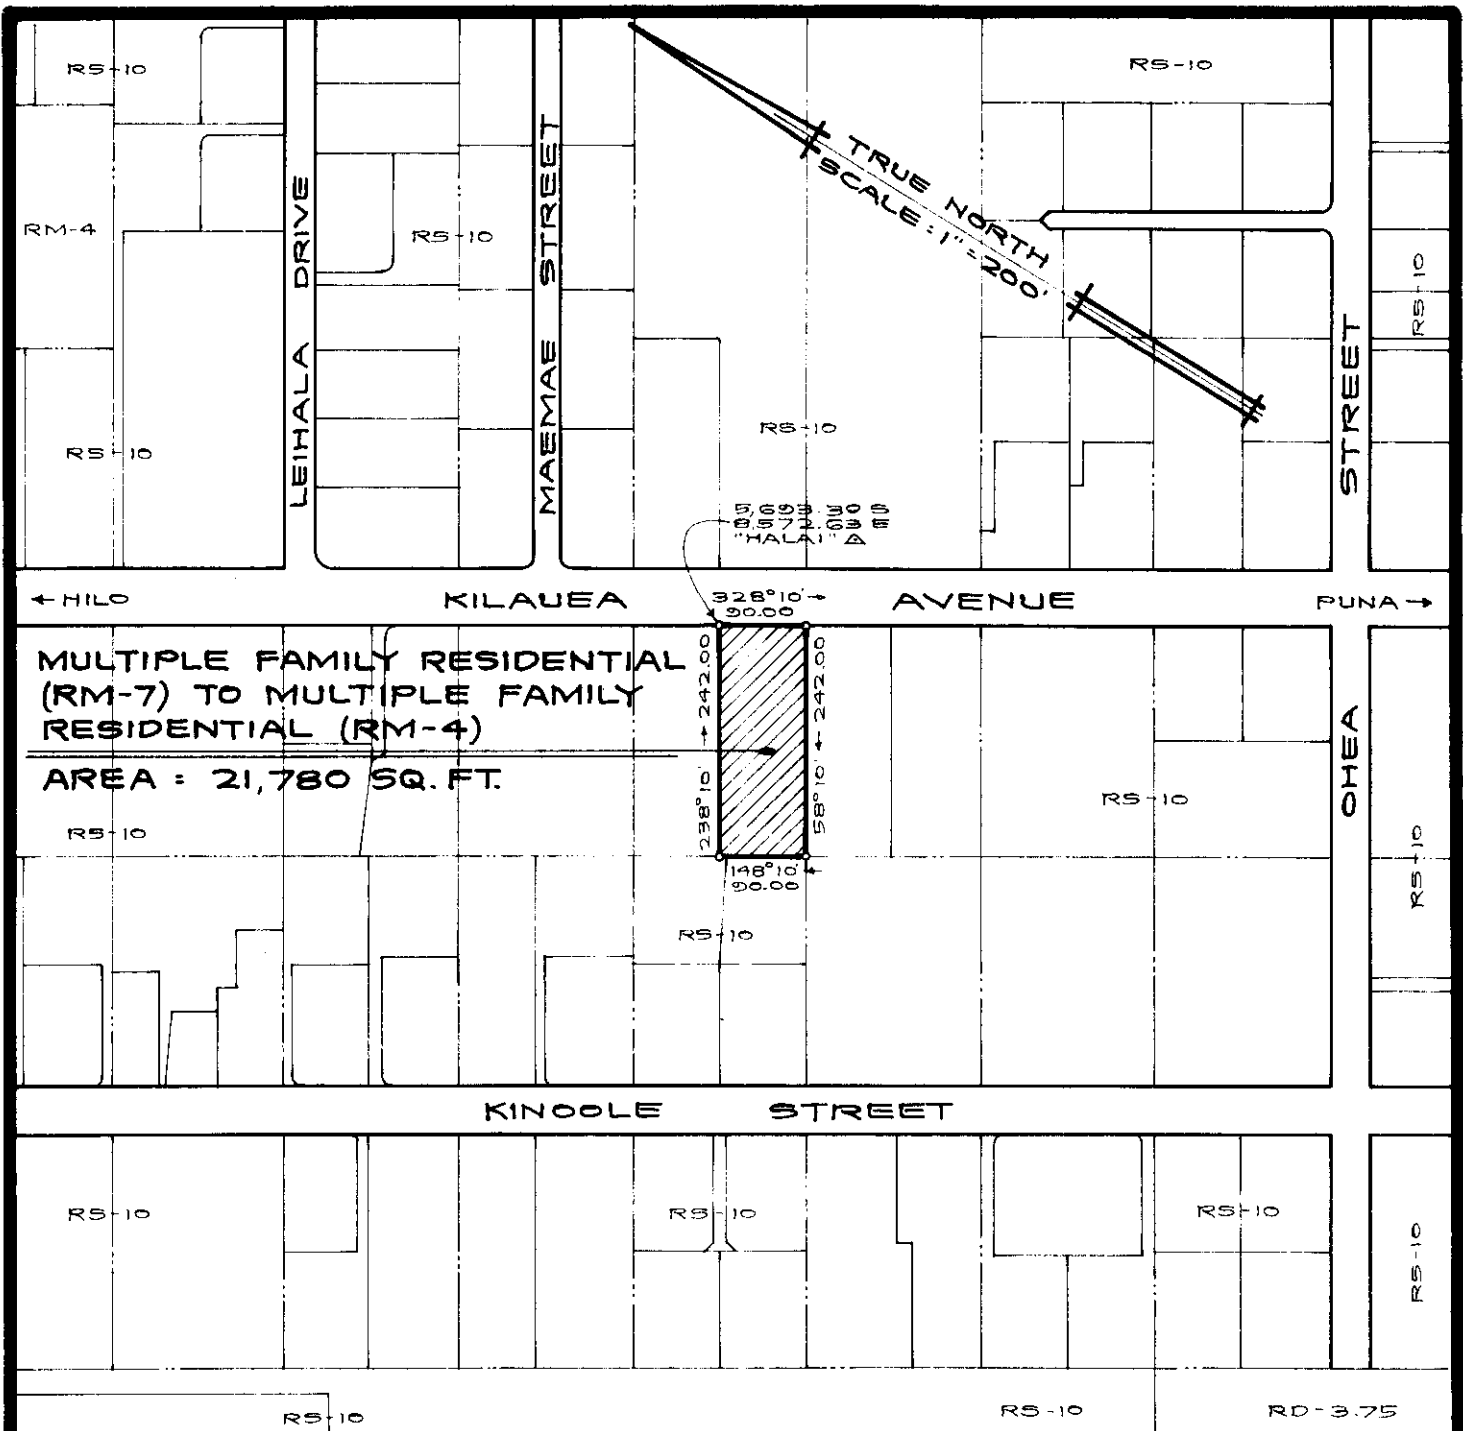 RS-10
RS-10
TRUE NORTH
SCALE : 1" = 200'
RM-4
RS-10
LEIHALA DRIVE
MAEMAE STREET
RS-10
RS-10
RS-10
STREET
5,693.30 S
8,572.63 E
"HALAI" △
← HILO
KILAUEA
328°10' →
90.00
AVENUE
PUNA →
MULTIPLE FAMILY RESIDENTIAL
(RM-7) TO MULTIPLE FAMILY
RESIDENTIAL (RM-4)
AREA = 21,780 SQ. FT.
238°10' → 242.00
58°10' ← 242.00
OHEA
RS-10
RS-10
RS-10
148°10' ←
90.00
RS-10
KINOOLE STREET
RS-10
RS-10
RS-10
RS-10
RS-10
RS-10
RD-3.75